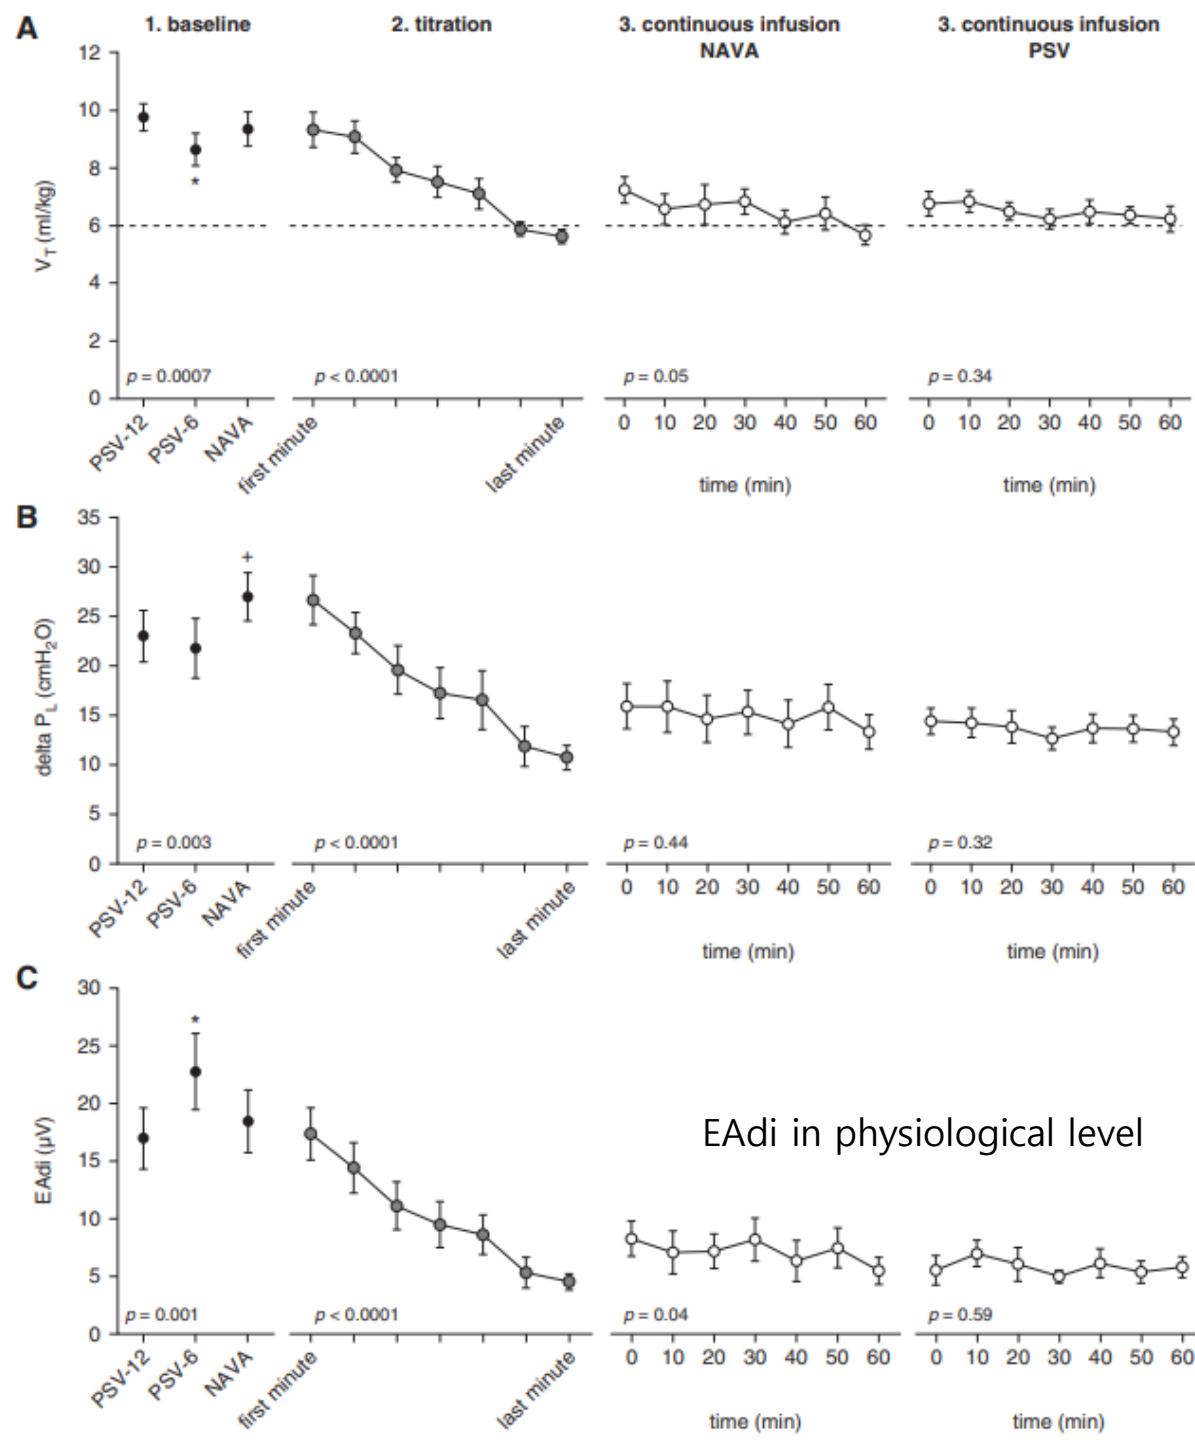 A
1. baseline
2. titration
3. continuous infusion
NAVA
3. continuous infusion
PSV
12
10
8
6
4
2
0
V_T (ml/kg)
*
p = 0.0007
p < 0.0001
p = 0.05
p = 0.34
PSV-12
PSV-6
NAVA
first minute
last minute
0 10 20 30 40 50 60
0 10 20 30 40 50 60
time (min)
time (min)
B
35
30
25
20
15
10
5
0
delta P_L (cmH₂O)
+
p = 0.003
p < 0.0001
p = 0.44
p = 0.32
PSV-12
PSV-6
NAVA
first minute
last minute
0 10 20 30 40 50 60
0 10 20 30 40 50 60
time (min)
time (min)
C
30
25
20
15
10
5
0
EAdi (µV)
*
EAdi in physiological level
p = 0.001
p < 0.0001
p = 0.04
p = 0.59
PSV-12
PSV-6
NAVA
first minute
last minute
0 10 20 30 40 50 60
0 10 20 30 40 50 60
time (min)
time (min)